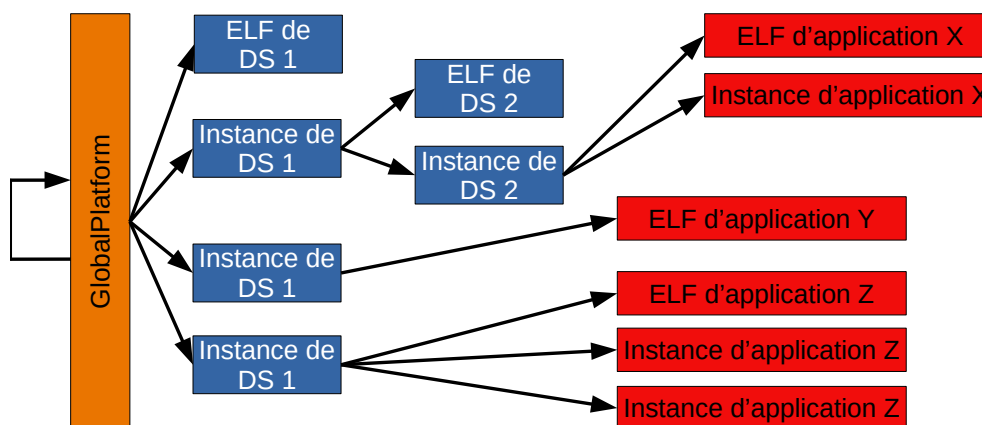 GlobalPlatform
ELF de
DS 1
Instance de
DS 1
Instance de
DS 1
Instance de
DS 1
ELF de
DS 2
Instance de
DS 2
ELF d'application X
Instance d'application X
ELF d'application Y
ELF d'application Z
Instance d'application Z
Instance d'application Z